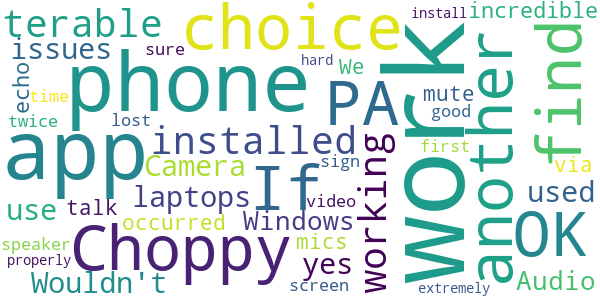 terable
choice
install
incredible
issues
sure
hard
echo
phone
We
work
another
find
time
PA
mute
twice
lost
good
app
installed
working
first
Camera
If
sign
via
use
talk
laptops
video
used
OK
occurred
Windows
speaker
Choppy
mics
properly
yes
Audio
Wouldn't
screen
extremely